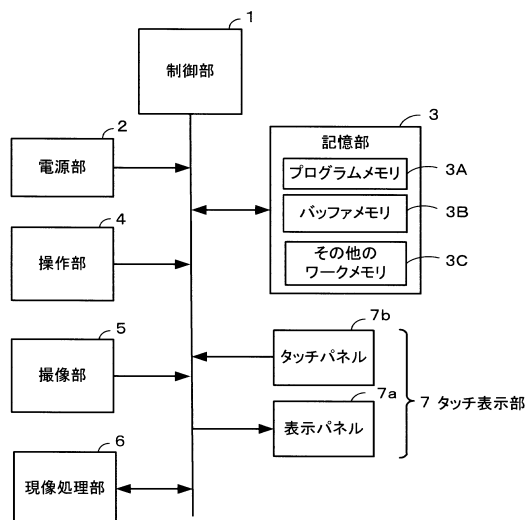 1
制御部
2
電源部
3
記憶部
プログラムメモリ
3A
バッファメモリ
3B
その他の
ワークメモリ
3C
4
操作部
5
撮像部
7b
タッチパネル
7a
表示パネル
7 タッチ表示部
6
現像処理部